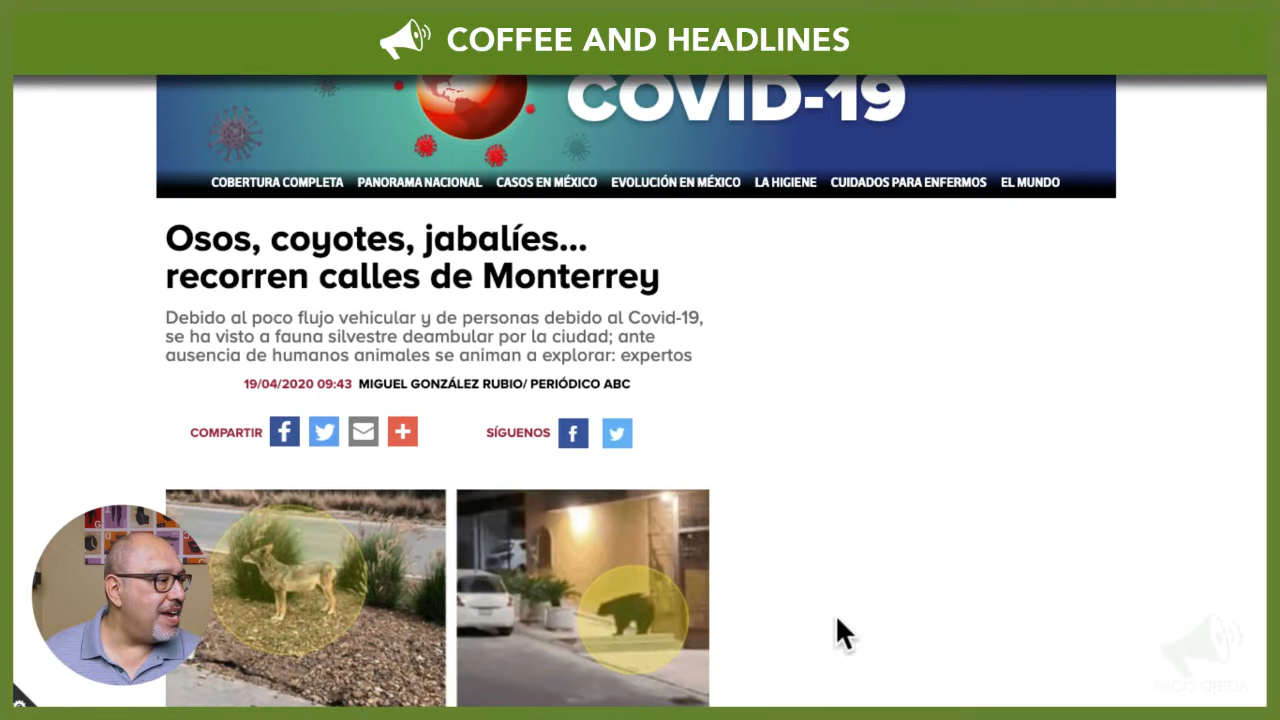 COFFEE AND HEADLINES
COVID-19
COBERTURA COMPLETA PANORAMA NACIONAL CASOS EN MÉXICO EVOLUCIÓN EN MÉXICO LA HIGIENE CUIDADOS PARA ENFERMOS EL MUNDO
Osos, coyotes, jabalíes...
recorren calles de Monterrey
Debido al poco flujo vehicular y de personas debido al Covid-19,
se ha visto a fauna silvestre deambular por la ciudad; ante
ausencia de humanos animales se animan a explorar: expertos
19/04/2020 09:43 MIGUEL GONZÁLEZ RUBIO/ PERIÓDICO ABC
COMPARTIR SÍGUENOS
PACO OJEDA